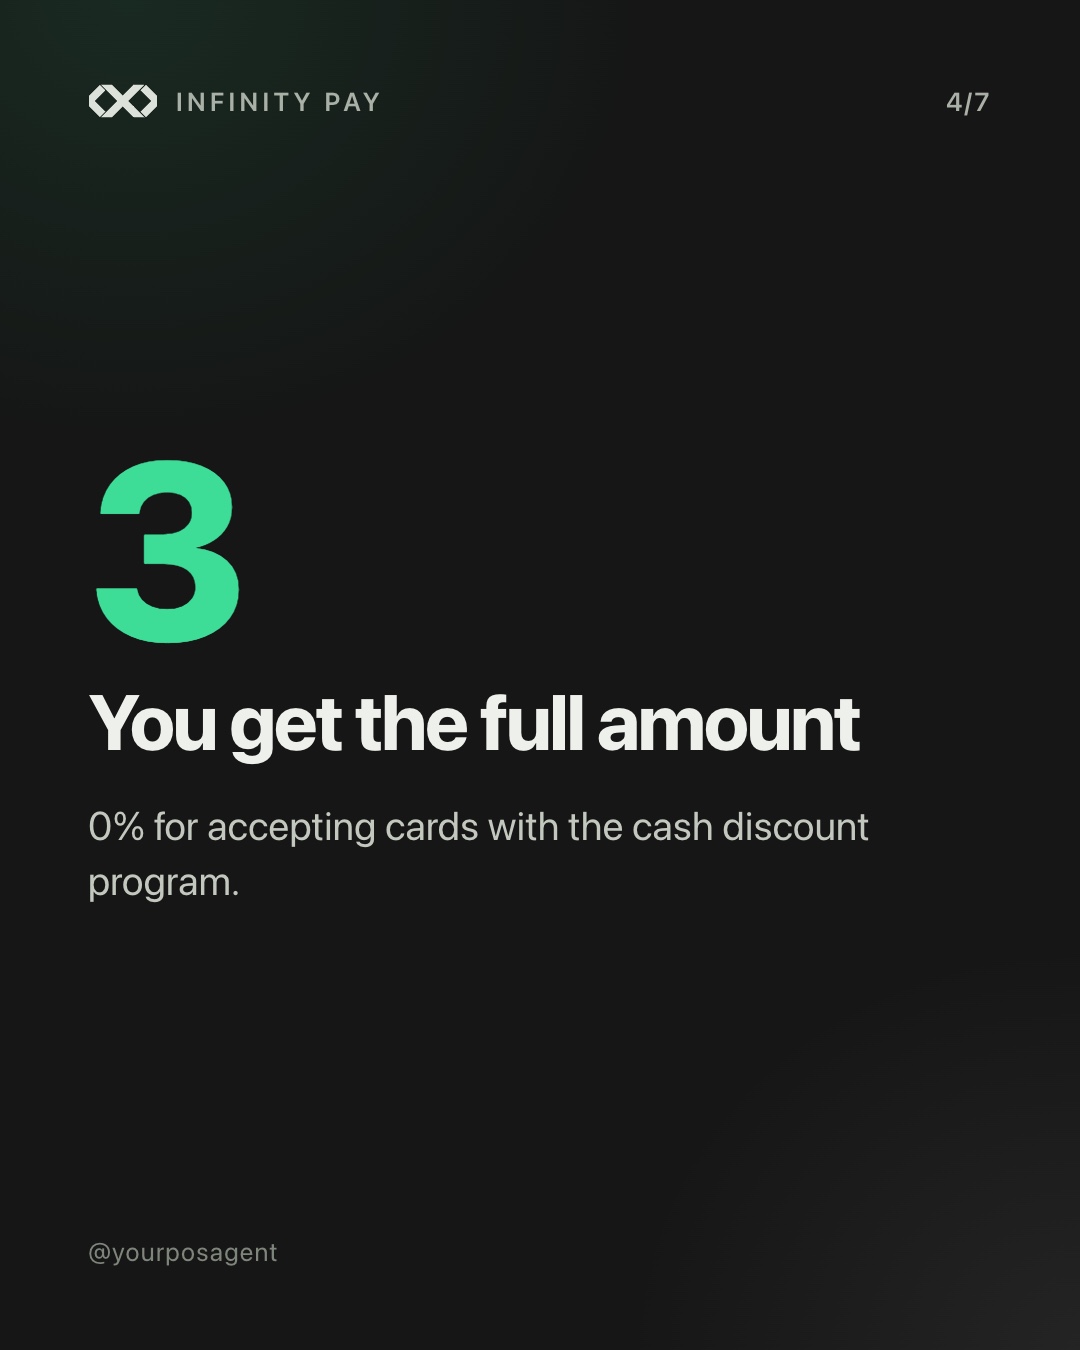 INFINITY PAY
4/7
3
You get the full amount
0% for accepting cards with the cash discount
program.
@yourposagent